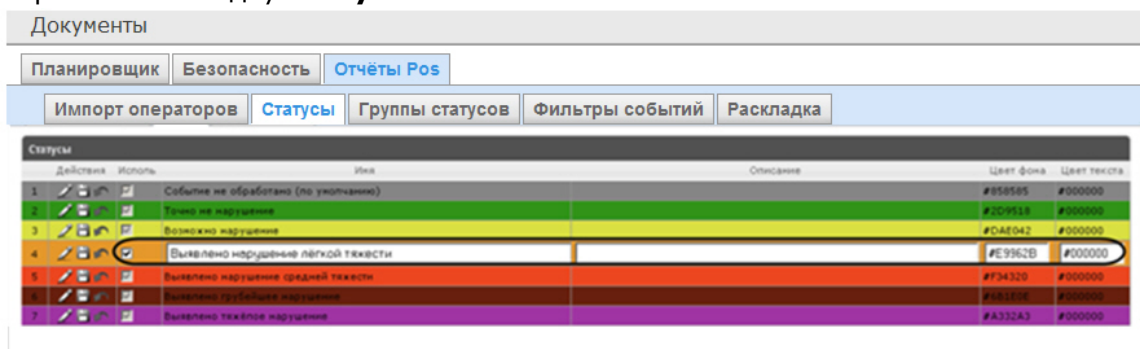 Документы
Планировщик Безопасность Отчёты Pos
Импорт операторов Статусы Группы статусов Фильтры событий Раскладка
Статусы
Действия Исполь. Имя Описание Цвет фона Цвет текста
1 Событие не обработано (по умолчанию) #858585 #000000
2 Точно не нарушение #2D9518 #000000
3 Возможно нарушение #DAE042 #000000
4 Выявлено нарушение лёгкой тяжести #E9962B #000000
5 Выявлено нарушение средней тяжести #F34320 #000000
6 Выявлено грубейшее нарушение #6B1E0E #000000
7 Выявлено тяжёлое нарушение #A332A3 #000000